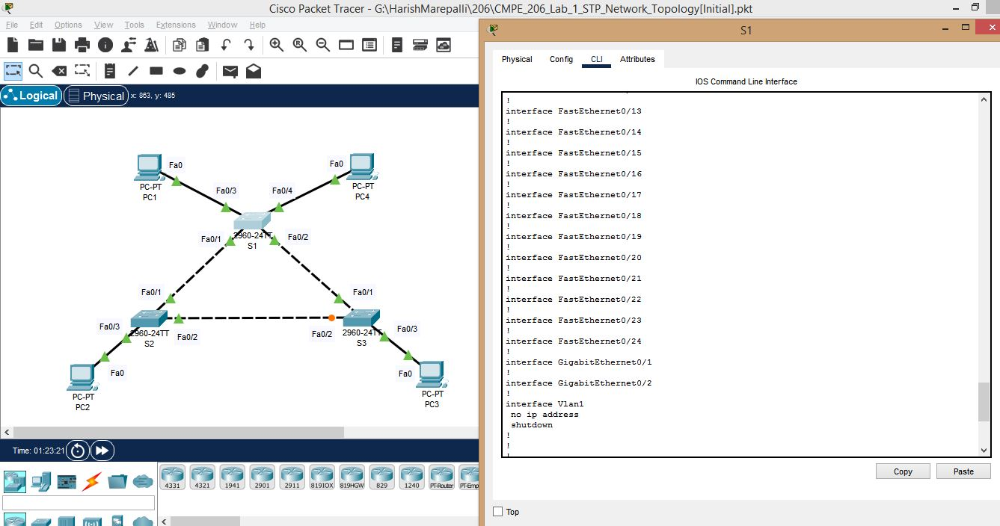 Cisco Packet Tracer - G:\HarishMarepalli\206\CMPE_206_Lab_1_STP_Network_Topology[Initial].pkt
File Edit Options View Tools Extensions Window Help
Logical Physical x: 863, y: 485
Fa0
PC-PT
PC1
Fa0
PC-PT
PC4
Fa0/3
Fa0/4
2960-24TT
S1
Fa0/1
Fa0/2
Fa0/1
Fa0/1
Fa0/3
2960-24TT
S2
Fa0/2
Fa0/2
2960-24TT
S3
Fa0/3
Fa0
PC-PT
PC2
Fa0
PC-PT
PC3
Time: 01:23:21
4331 4321 1941 2901 2911 819IOX 819HGW 829 1240 PT-Router PT-Emp
S1
Physical Config CLI Attributes
IOS Command Line Interface
!
interface FastEthernet0/13
!
interface FastEthernet0/14
!
interface FastEthernet0/15
!
interface FastEthernet0/16
!
interface FastEthernet0/17
!
interface FastEthernet0/18
!
interface FastEthernet0/19
!
interface FastEthernet0/20
!
interface FastEthernet0/21
!
interface FastEthernet0/22
!
interface FastEthernet0/23
!
interface FastEthernet0/24
!
interface GigabitEthernet0/1
!
interface GigabitEthernet0/2
!
interface Vlan1
no ip address
shutdown
!
!
!
Copy Paste
Top